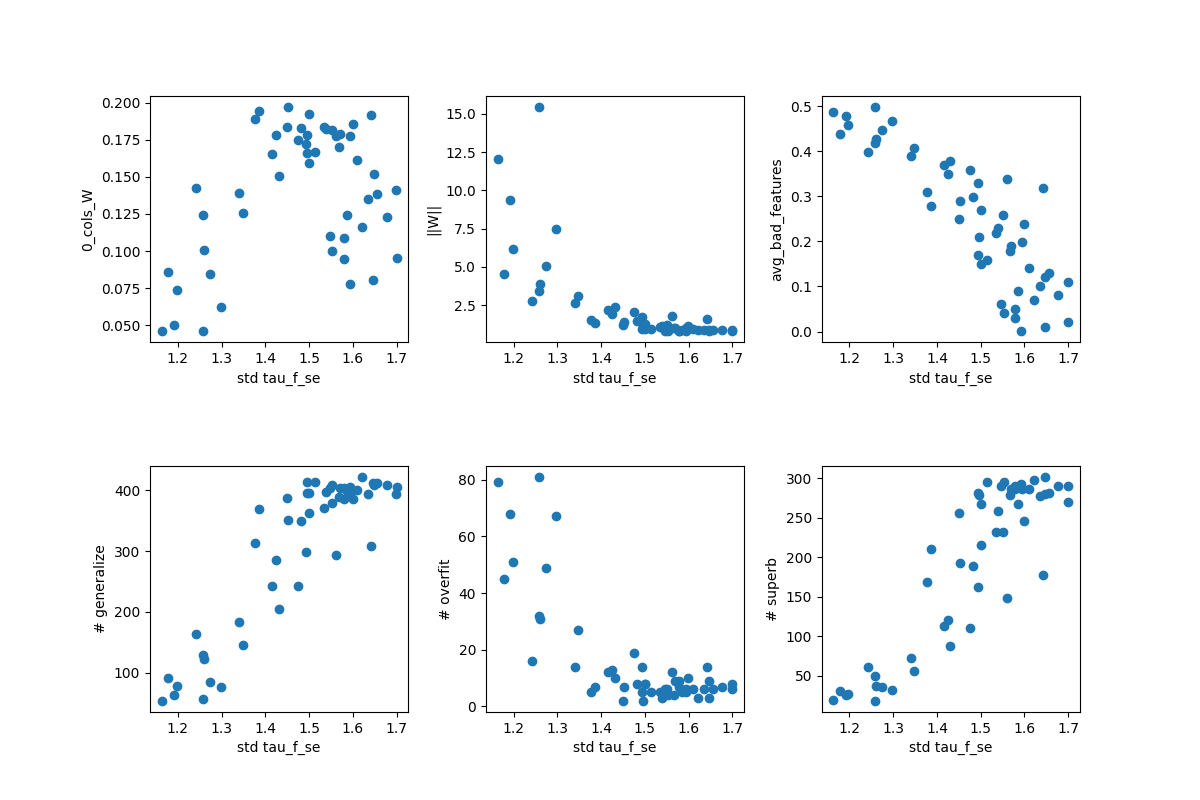 0_cols_W
0.200
0.175
0.150
0.125
0.100
0.075
0.050
1.2 1.3 1.4 1.5 1.6 1.7
std tau_f_se
||W||
15.0
12.5
10.0
7.5
5.0
2.5
1.2 1.3 1.4 1.5 1.6 1.7
std tau_f_se
avg_bad_features
0.5
0.4
0.3
0.2
0.1
0.0
1.2 1.3 1.4 1.5 1.6 1.7
std tau_f_se
# generalize
400
300
200
100
1.2 1.3 1.4 1.5 1.6 1.7
std tau_f_se
# overfit
80
60
40
20
0
1.2 1.3 1.4 1.5 1.6 1.7
std tau_f_se
# superb
300
250
200
150
100
50
1.2 1.3 1.4 1.5 1.6 1.7
std tau_f_se